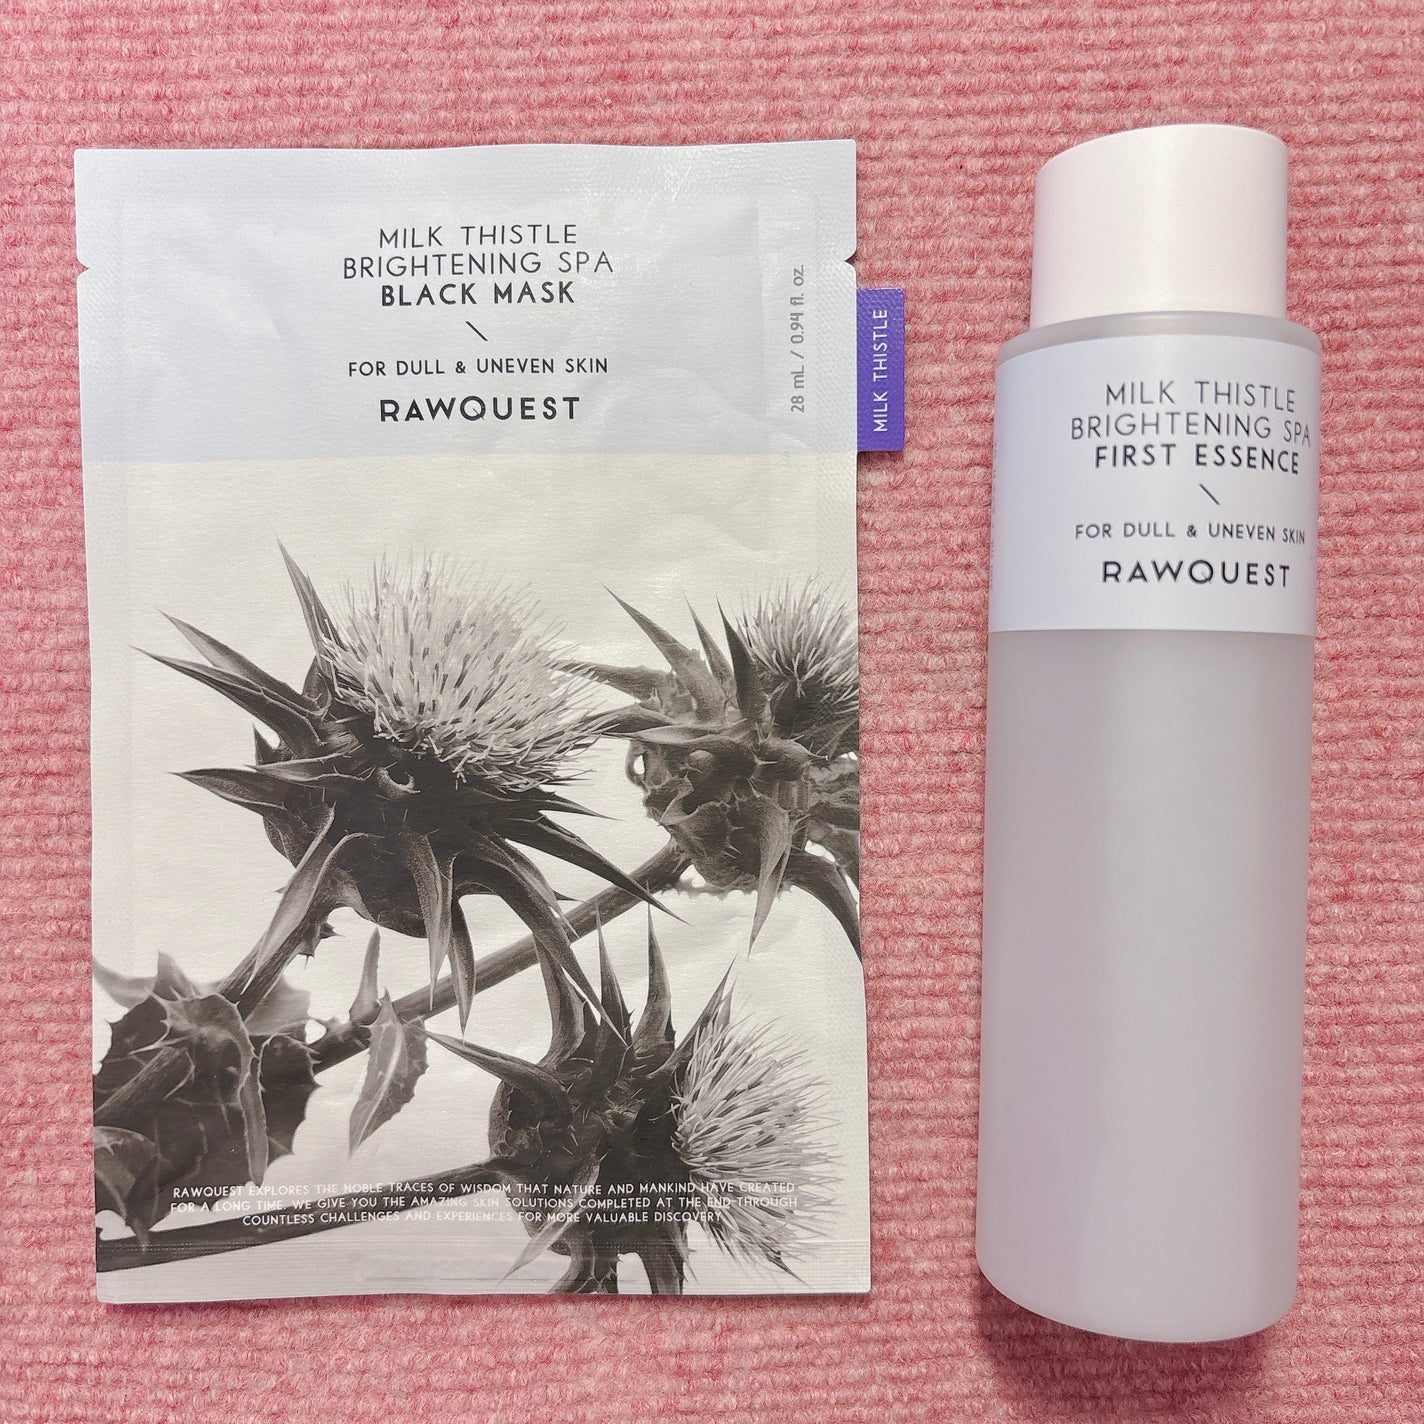 MILK THISTLE
BRIGHTENING SPA
BLACK MASK
FOR DULL & UNEVEN SKIN
RAWQUEST
28 mL / 0.94 fl. oz.
MILK THISTLE
RAWQUEST EXPLORES THE NOBLE TRACES OF WISDOM THAT NATURE AND MANKIND HAVE CREATED
FOR A LONG TIME. WE GIVE YOU THE AMAZING SKIN SOLUTIONS COMPLETED AT THE END THROUGH
COUNTLESS CHALLENGES AND EXPERIENCES FOR MORE VALUABLE DISCOVERY
MILK THISTLE
BRIGHTENING SPA
FIRST ESSENCE
FOR DULL & UNEVEN SKIN
RAWQUEST